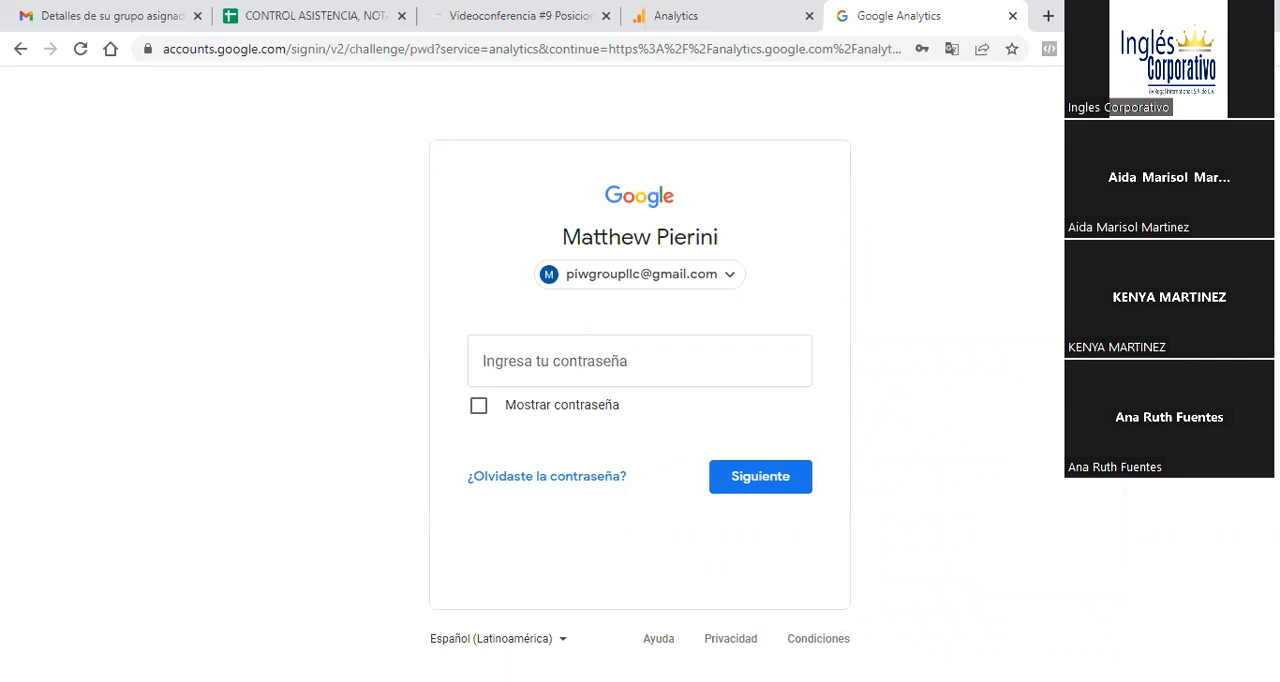 Detalles de su grupo asignad
CONTROL ASISTENCIA, NOT
Videoconferencia #9 Posicion
Analytics
Google Analytics
accounts.google.com/signin/v2/challenge/pwd?service=analytics&continue=https%3A%2F%2Fanalytics.google.com%2Fanalyt...
Google
Matthew Pierini
M
piwgroupllc@gmail.com
Ingresa tu contraseña
Mostrar contraseña
¿Olvidaste la contraseña?
Siguiente
Español (Latinoamérica)
Ayuda
Privacidad
Condiciones
Inglés
Corporativo
Ingles Corporativo
Aida Marisol Mar...
Aida Marisol Martinez
KENYA MARTINEZ
KENYA MARTINEZ
Ana Ruth Fuentes
Ana Ruth Fuentes